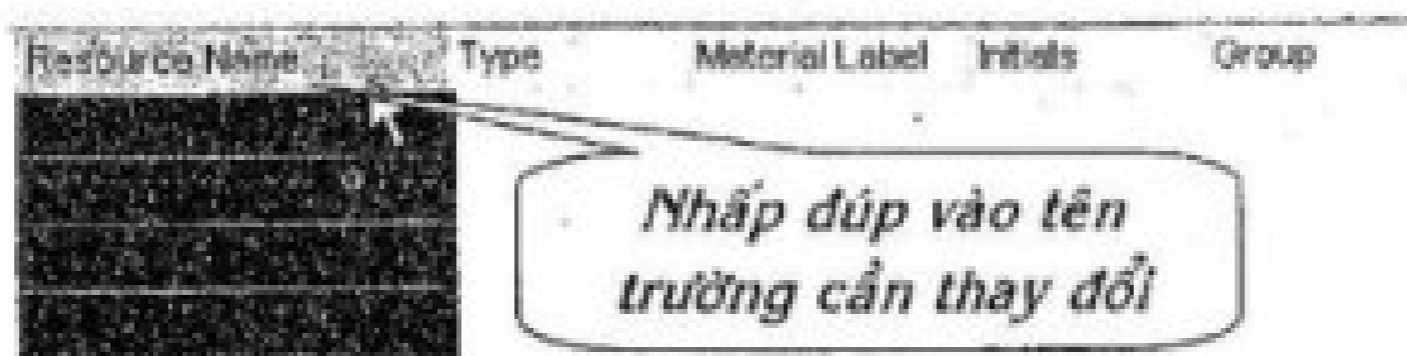 Resource Name Type Material Label Initials Group
Nhấp đúp vào tên
trường cần thay đổi